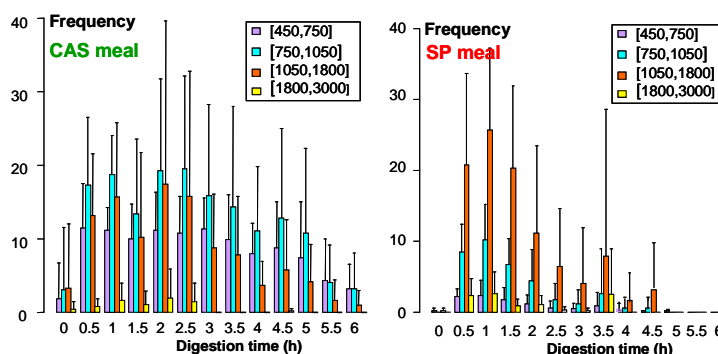 Frequency
CAS meal
[450,750]
[750,1050]
[1050,1800]
[1800,3000]
40
30
20
10
0
0 0.5 1 1.5 2 2.5 3 3.5 4 4.5 5 5.5 6
Digestion time (h)
Frequency
SP meal
[450,750]
[750,1050]
[1050,1800]
[1800,3000]
40
30
20
10
0
0 0.5 1 1.5 2 2.5 3 3.5 4 4.5 5 5.5 6
Digestion time (h)